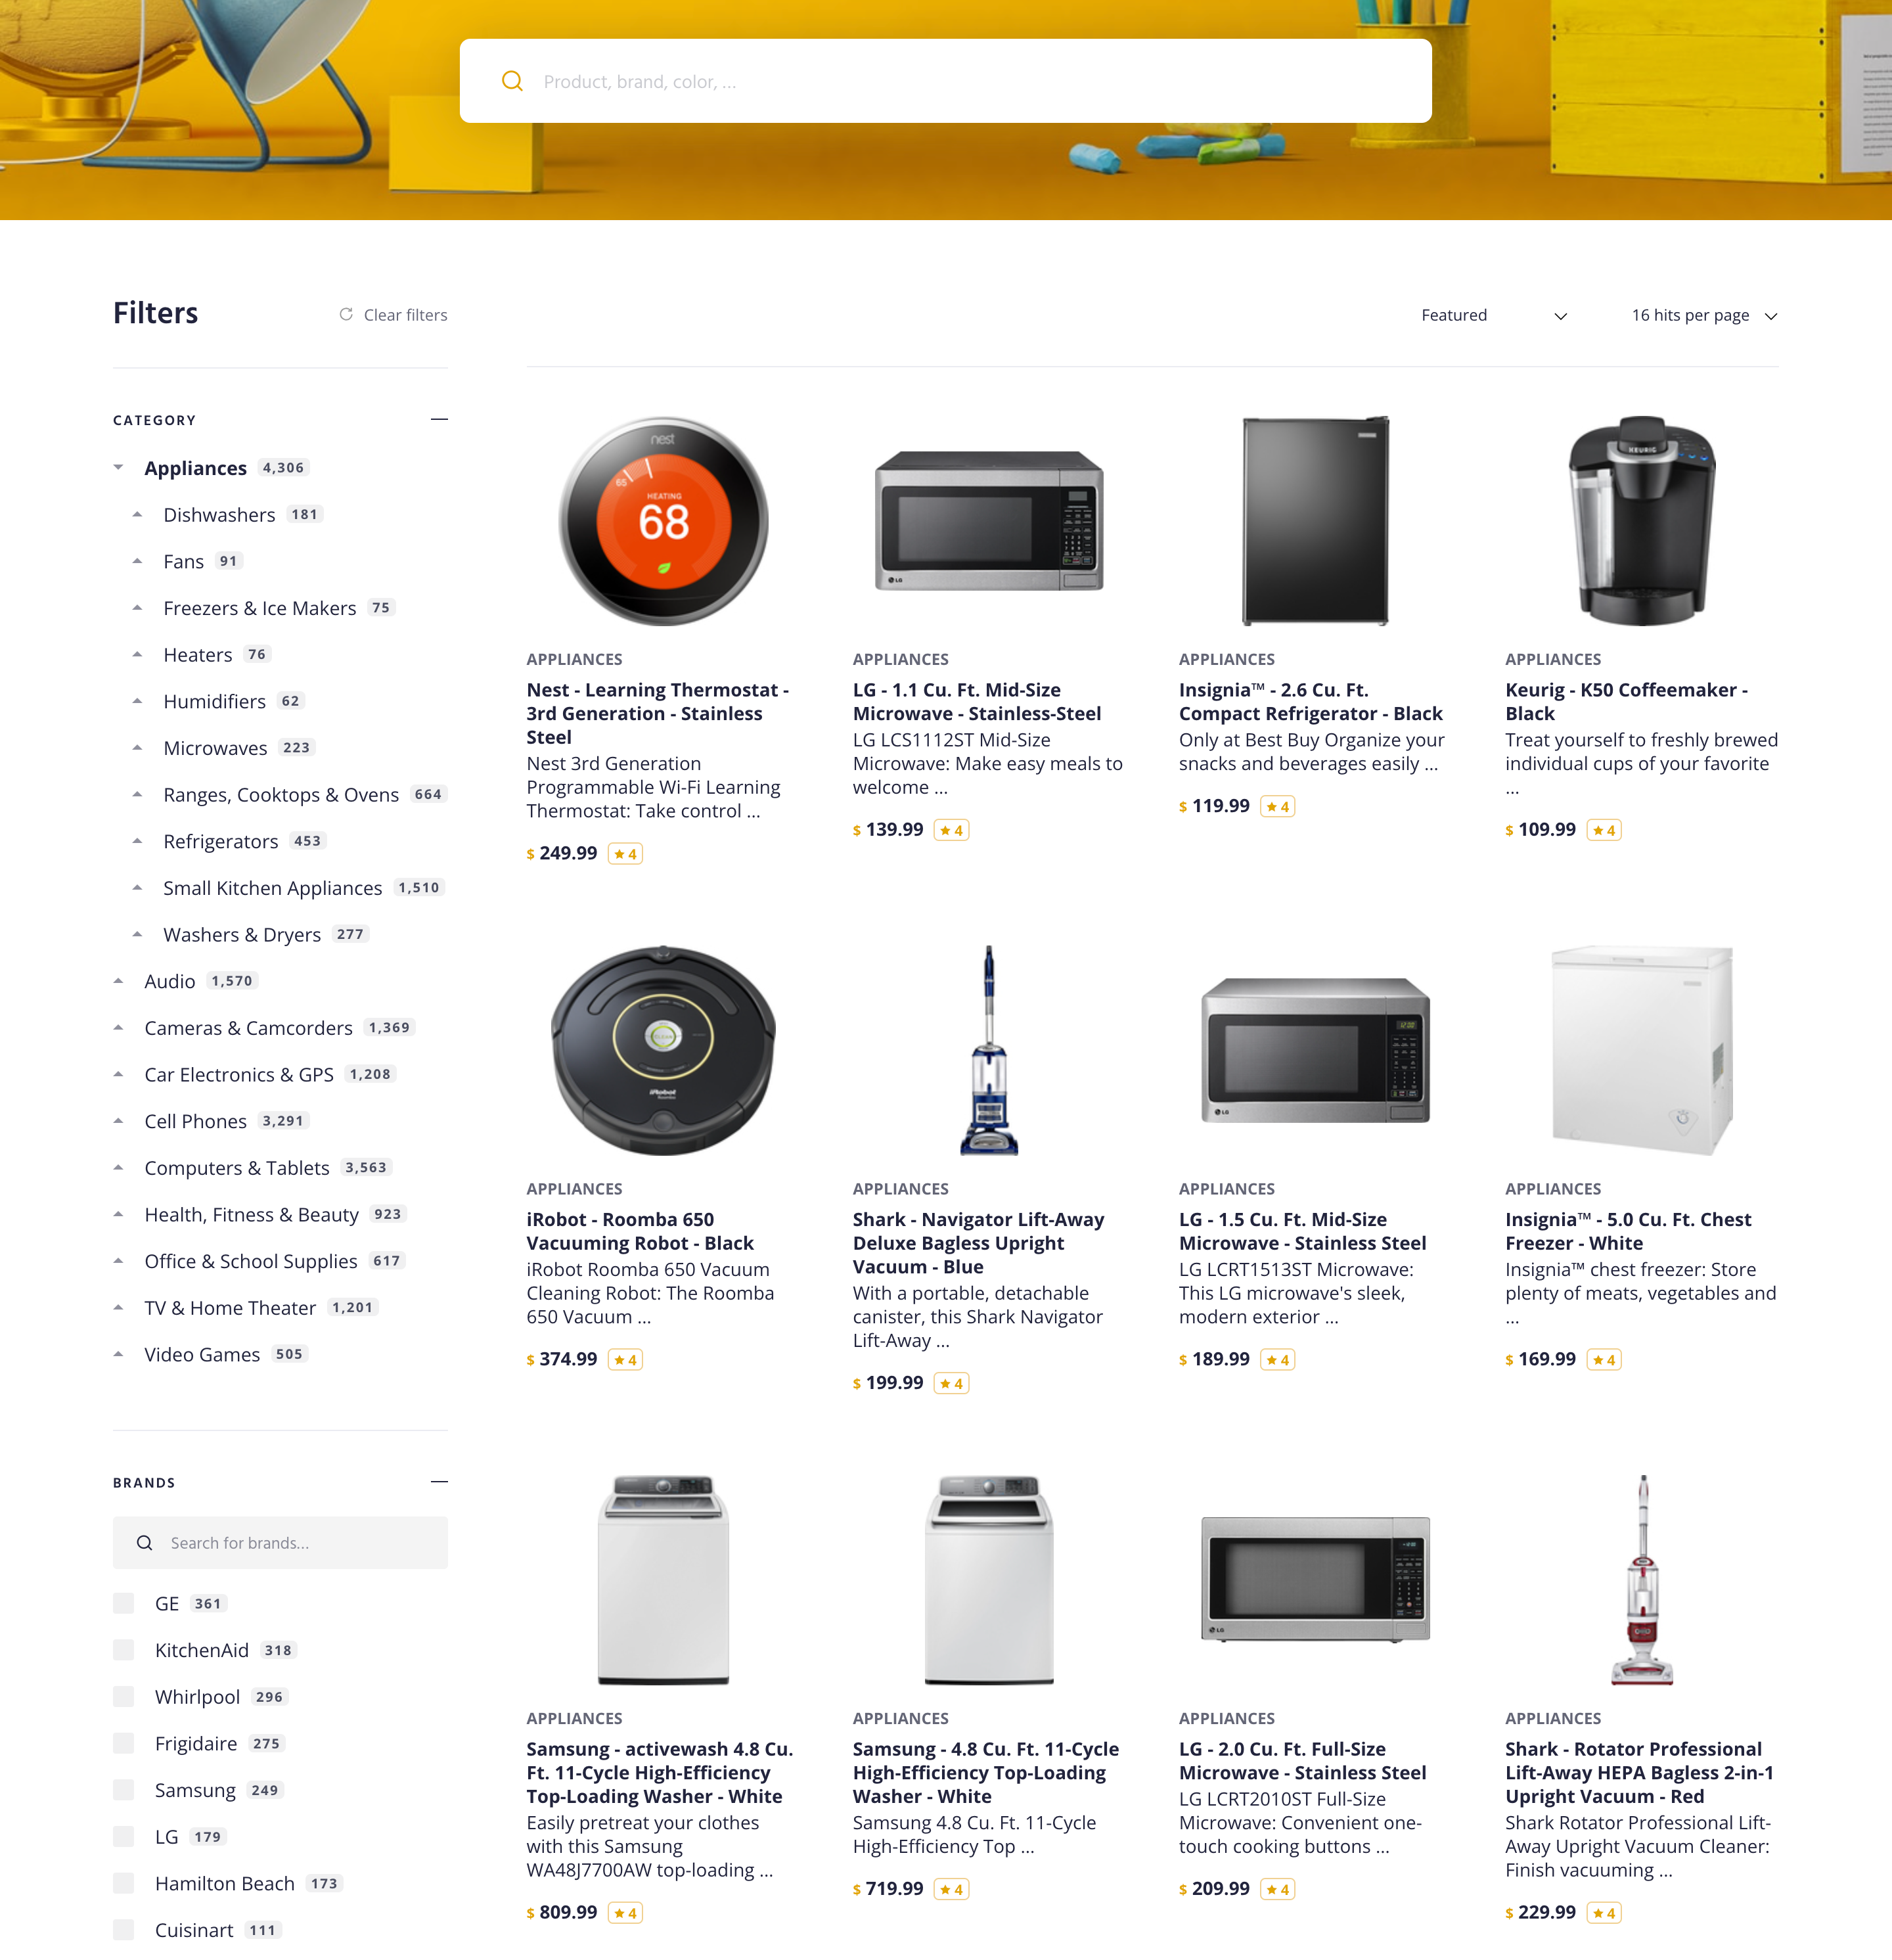 Product, brand, color, ...
Filters
Clear filters
Featured
16 hits per page
CATEGORY
Appliances 4,306
Dishwashers 181
Fans 91
Freezers & Ice Makers 75
Heaters 76
Humidifiers 62
Microwaves 223
Ranges, Cooktops & Ovens 664
Refrigerators 453
Small Kitchen Appliances 1,510
Washers & Dryers 277
Audio 1,570
Cameras & Camcorders 1,369
Car Electronics & GPS 1,208
Cell Phones 3,291
Computers & Tablets 3,563
Health, Fitness & Beauty 923
Office & School Supplies 617
TV & Home Theater 1,201
Video Games 505
BRANDS
Search for brands...
GE 361
KitchenAid 318
Whirlpool 296
Frigidaire 275
Samsung 249
LG 179
Hamilton Beach 173
Cuisinart 111
nest
65
HEATING
68
APPLIANCES
Nest - Learning Thermostat -
3rd Generation - Stainless
Steel
Nest 3rd Generation
Programmable Wi-Fi Learning
Thermostat: Take control ...
$ 249.99 ★ 4
LG
APPLIANCES
LG - 1.1 Cu. Ft. Mid-Size
Microwave - Stainless-Steel
LG LCS1112ST Mid-Size
Microwave: Make easy meals to
welcome ...
$ 139.99 ★ 4
APPLIANCES
Insignia™ - 2.6 Cu. Ft.
Compact Refrigerator - Black
Only at Best Buy Organize your
snacks and beverages easily ...
$ 119.99 ★ 4
KEURIG
APPLIANCES
Keurig - K50 Coffeemaker -
Black
Treat yourself to freshly brewed
individual cups of your favorite
...
$ 109.99 ★ 4
CLEAN
iRobot
Roomba
APPLIANCES
iRobot - Roomba 650
Vacuuming Robot - Black
iRobot Roomba 650 Vacuum
Cleaning Robot: The Roomba
650 Vacuum ...
$ 374.99 ★ 4
APPLIANCES
Shark - Navigator Lift-Away
Deluxe Bagless Upright
Vacuum - Blue
With a portable, detachable
canister, this Shark Navigator
Lift-Away ...
$ 199.99 ★ 4
12:00
LG
APPLIANCES
LG - 1.5 Cu. Ft. Mid-Size
Microwave - Stainless Steel
LG LCRT1513ST Microwave:
This LG microwave's sleek,
modern exterior ...
$ 189.99 ★ 4
APPLIANCES
Insignia™ - 5.0 Cu. Ft. Chest
Freezer - White
Insignia™ chest freezer: Store
plenty of meats, vegetables and
...
$ 169.99 ★ 4
APPLIANCES
Samsung - activewash 4.8 Cu.
Ft. 11-Cycle High-Efficiency
Top-Loading Washer - White
Easily pretreat your clothes
with this Samsung
WA48J7700AW top-loading ...
$ 809.99 ★ 4
APPLIANCES
Samsung - 4.8 Cu. Ft. 11-Cycle
High-Efficiency Top-Loading
Washer - White
Samsung 4.8 Cu. Ft. 11-Cycle
High-Efficiency Top ...
$ 719.99 ★ 4
LG
APPLIANCES
LG - 2.0 Cu. Ft. Full-Size
Microwave - Stainless Steel
LG LCRT2010ST Full-Size
Microwave: Convenient one-
touch cooking buttons ...
$ 209.99 ★ 4
APPLIANCES
Shark - Rotator Professional
Lift-Away HEPA Bagless 2-in-1
Upright Vacuum - Red
Shark Rotator Professional Lift-
Away Upright Vacuum Cleaner:
Finish vacuuming ...
$ 229.99 ★ 4